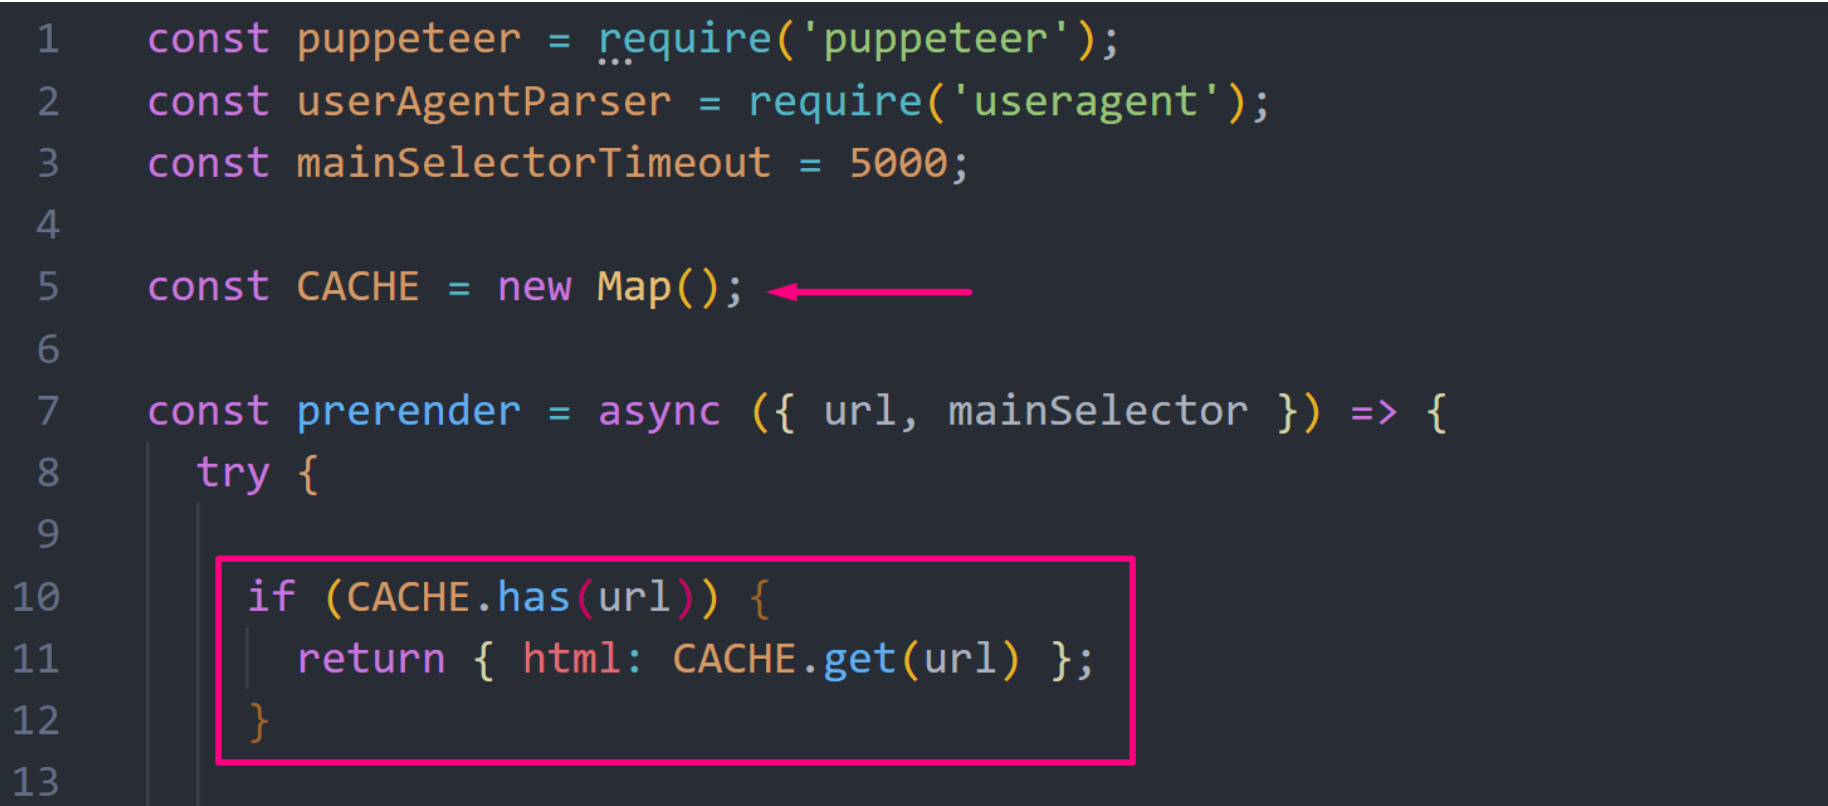 1 const puppeteer = require('puppeteer');
2 const userAgentParser = require('useragent');
3 const mainSelectorTimeout = 5000;
4
5 const CACHE = new Map();
6
7 const prerender = async ({ url, mainSelector }) => {
8 try {
9
10 if (CACHE.has(url)) {
11 return { html: CACHE.get(url) };
12 }
13